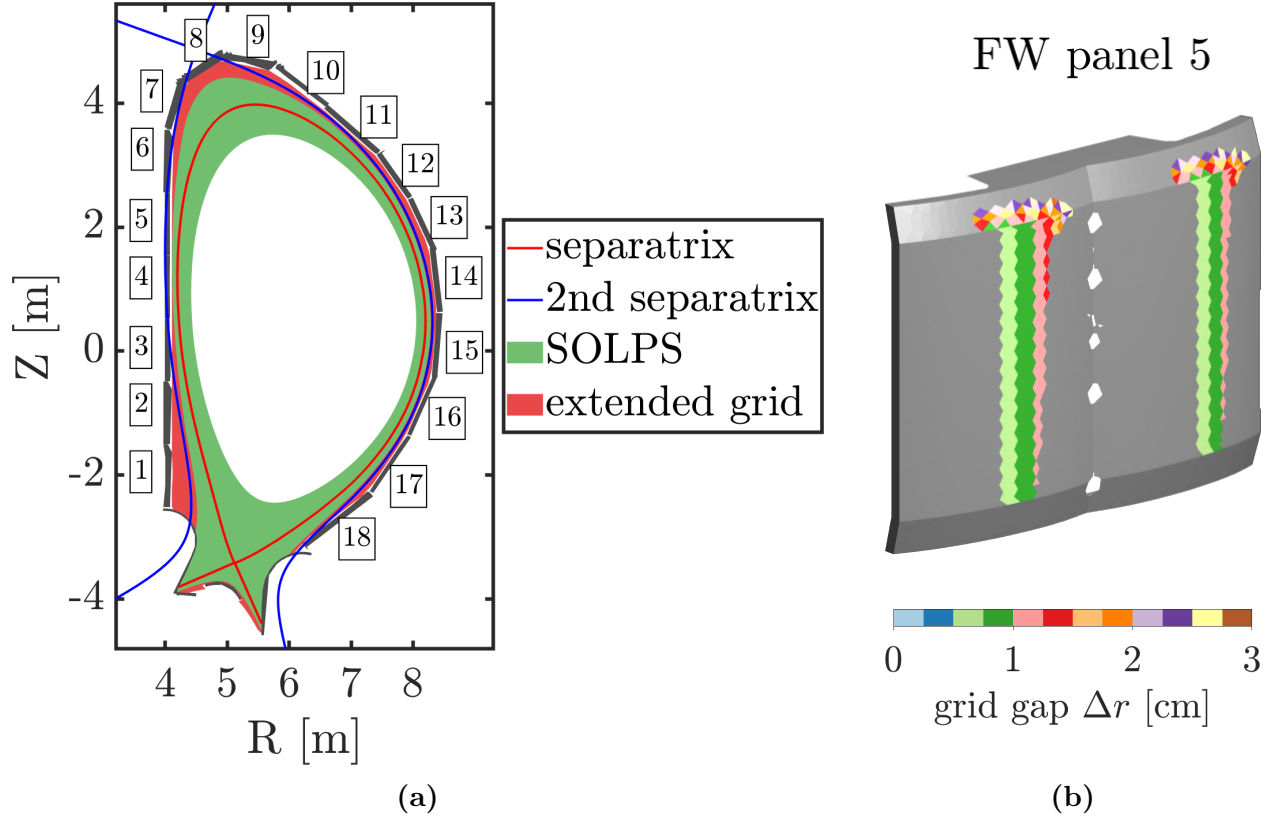 FW panel 5
8
9
7
10
4
11
6
12
2
5
13
separatrix
4
14
2nd separatrix
Z [m]
0
3
15
SOLPS
extended grid
2
16
-2
1
17
18
-4
4 5 6 7 8
R [m]
0 1 2 3
grid gap Δr [cm]
(a)
(b)